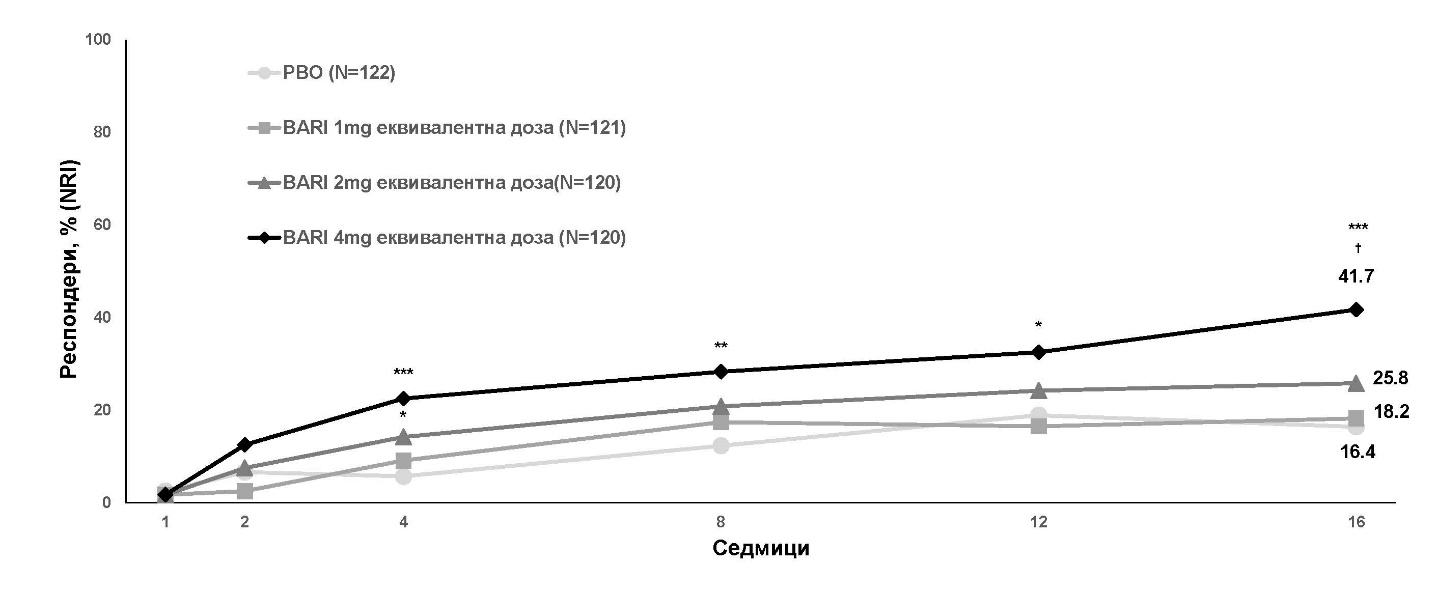 100
80
60
40
20
0
Респондери, % (NRI)
PBO (N=122)
BARI 1mg еквивалентна доза (N=121)
BARI 2mg еквивалентна доза(N=120)
BARI 4mg еквивалентна доза (N=120)
***
*
**
*
***
†
41.7
25.8
18.2
16.4
1 2 4 8 12 16
Седмици